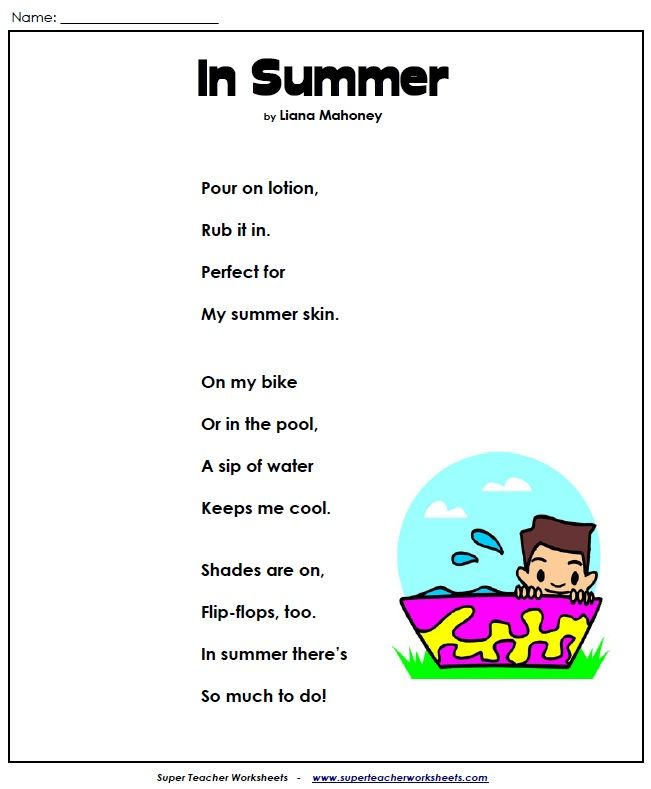 Name: ____________________
In Summer
by Liana Mahoney
Pour on lotion,
Rub it in.
Perfect for
My summer skin.
On my bike
Or in the pool,
A sip of water
Keeps me cool.
Shades are on,
Flip-flops, too.
In summer there’s
So much to do!
Super Teacher Worksheets - www.superteacherworksheets.com